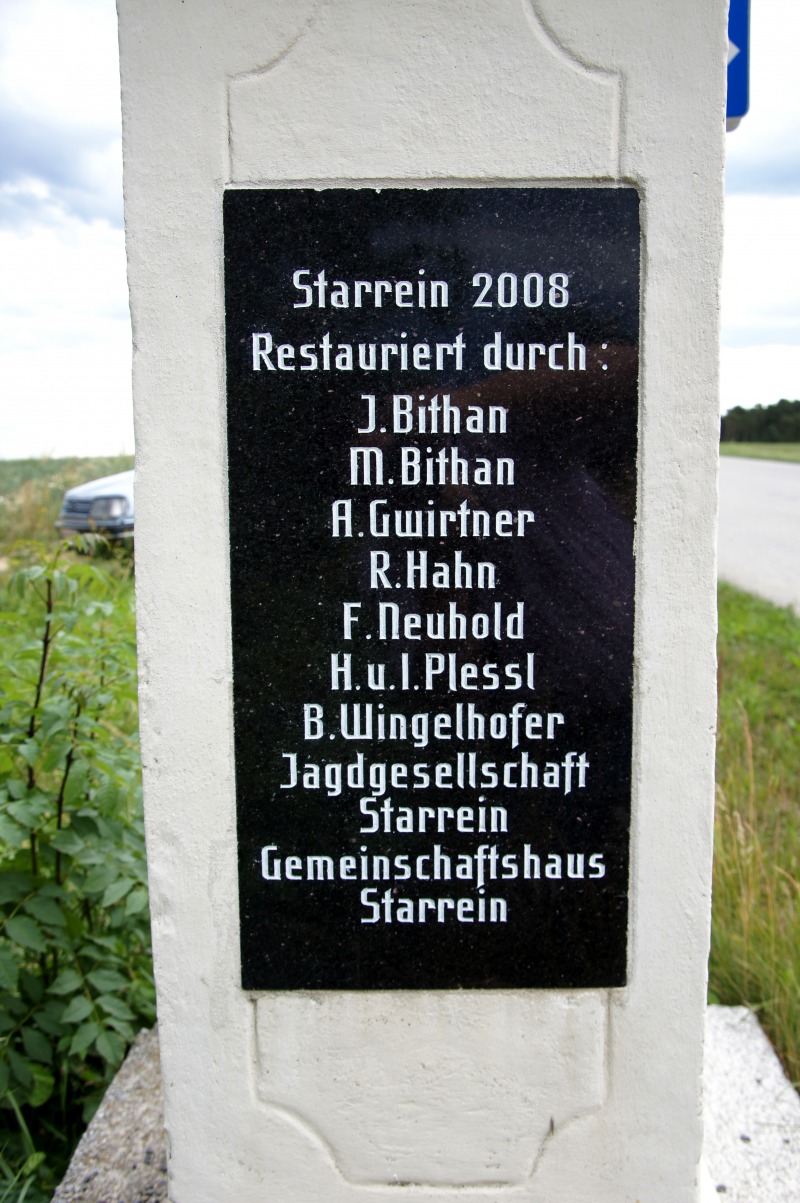 Starrein 2008
Restauriert durch :
J.Bithan
M.Bithan
A.Gwirtner
R.Hahn
F.Neuhold
H.u.I.Plessl
B.Wingelhofer
Jagdgesellschaft
Starrein
Gemeinschaftshaus
Starrein